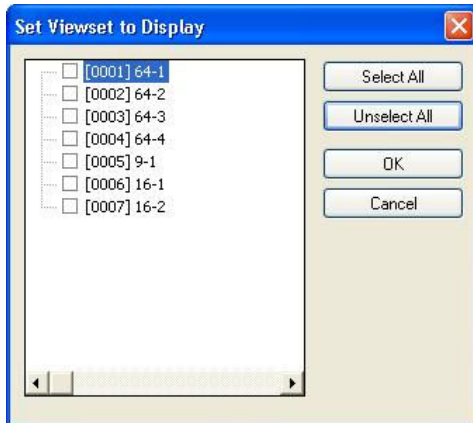 Set Viewset to Display
[0001] 64-1
[0002] 64-2
[0003] 64-3
[0004] 64-4
[0005] 9-1
[0006] 16-1
[0007] 16-2
Select All
Unselect All
OK
Cancel